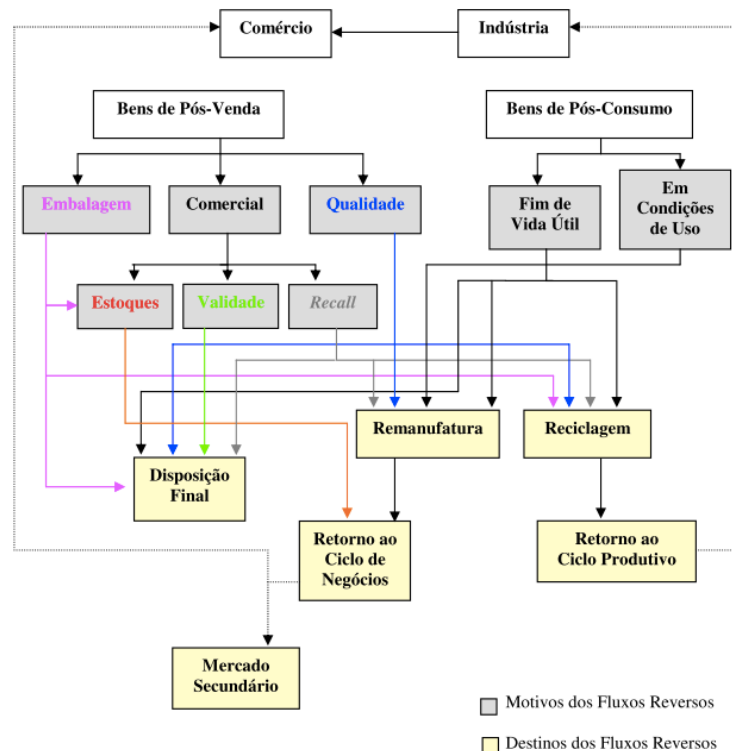 Comércio
Indústria
Bens de Pós-Venda
Bens de Pós-Consumo
Embalagem
Comercial
Qualidade
Fim de
Vida Útil
Em
Condições
de Uso
Estoques
Validade
Recall
Remanufatura
Reciclagem
Disposição
Final
Retorno ao
Ciclo de
Negócios
Retorno ao
Ciclo Produtivo
Mercado
Secundário
Motivos dos Fluxos Reversos
Destinos dos Fluxos Reversos